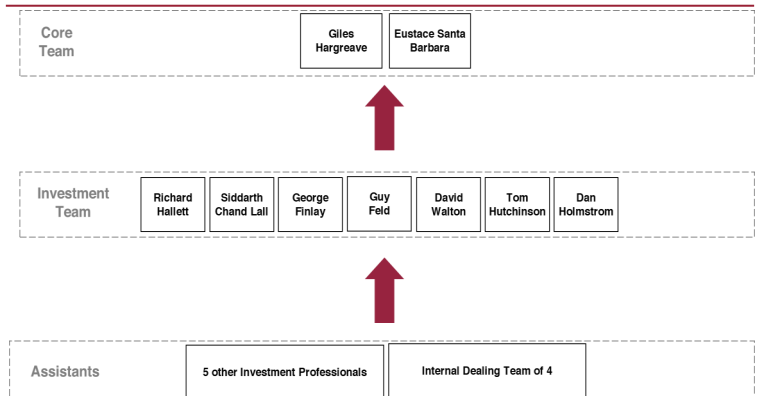 Core
Team
Giles
Hargreave
Eustace Santa
Barbara
Investment
Team
Richard
Hallett
Siddarth
Chand Lall
George
Finlay
Guy
Feld
David
Walton
Tom
Hutchinson
Dan
Holmstrom
Assistants
5 other Investment Professionals
Internal Dealing Team of 4